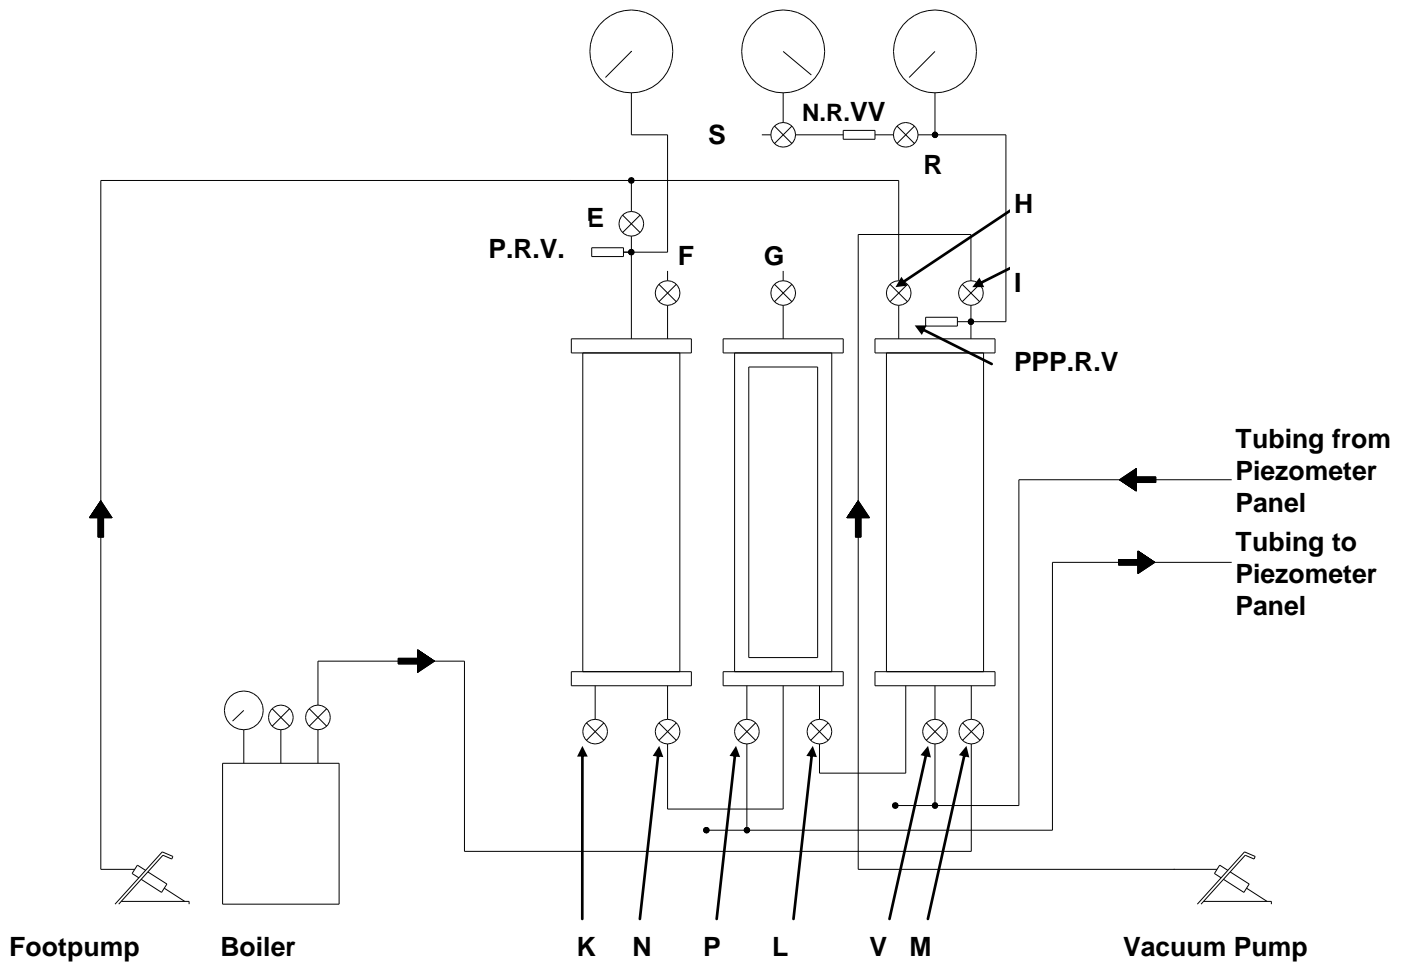 N.R.VV
S
R
H
E
P.R.V.
F
G
I
PPP.R.V
Tubing from
Piezometer
Panel
Tubing to
Piezometer
Panel
Footpump
Boiler
K
N
P
L
V
M
Vacuum Pump